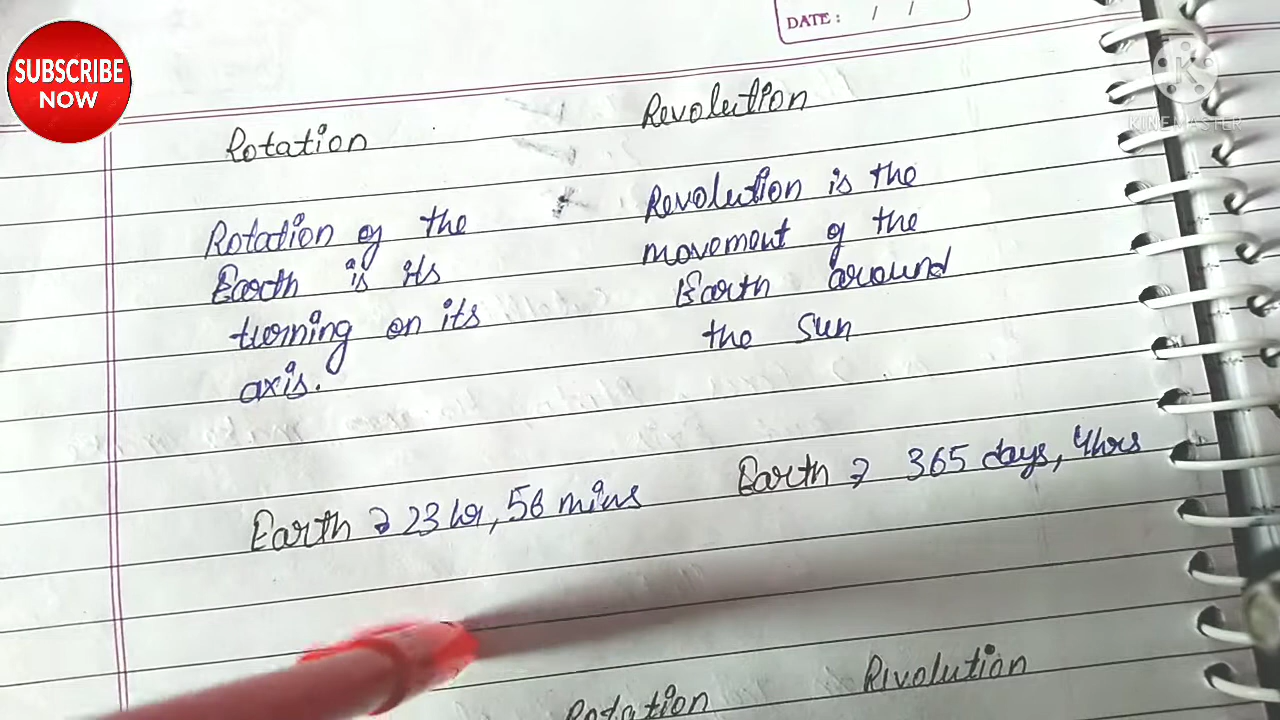 SUBSCRIBE
NOW
DATE : / /
KINEMASTER
Rotation
Revolution
Rotation of the
Earth is its
turning on its
axis.
Revolution is the
movement of the
Earth around
the Sun
Earth → 23 hr, 56 mins
Earth → 365 days, 4hrs
Rotation
Rivolution